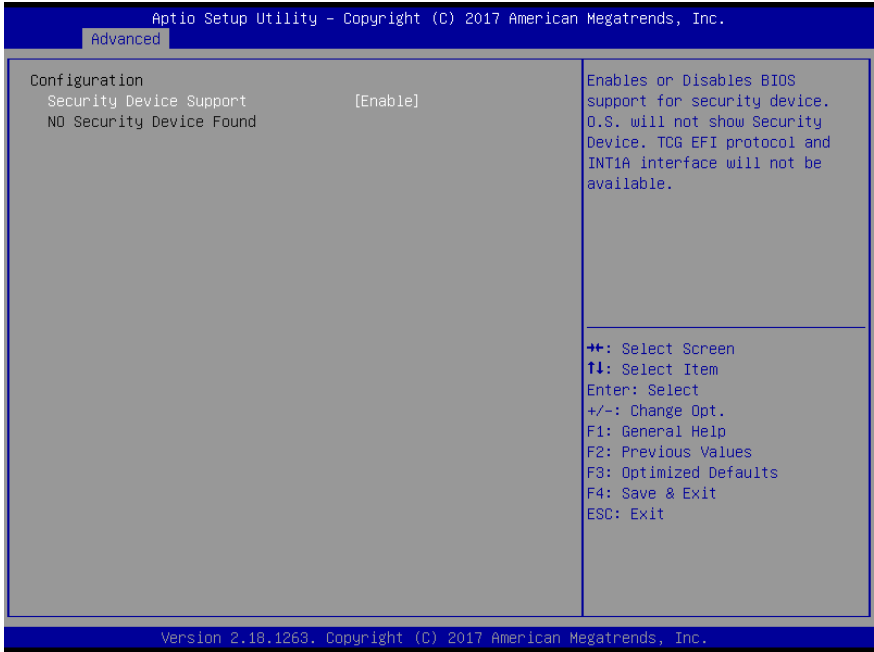 Aptio Setup Utility – Copyright (C) 2017 American Megatrends, Inc.
Advanced
Configuration
Security Device Support [Enable]
NO Security Device Found
Enables or Disables BIOS
support for security device.
O.S. will not show Security
Device. TCG EFI protocol and
INT1A interface will not be
available.
→←: Select Screen
↑↓: Select Item
Enter: Select
+/-: Change Opt.
F1: General Help
F2: Previous Values
F3: Optimized Defaults
F4: Save & Exit
ESC: Exit
Version 2.18.1263. Copyright (C) 2017 American Megatrends, Inc.